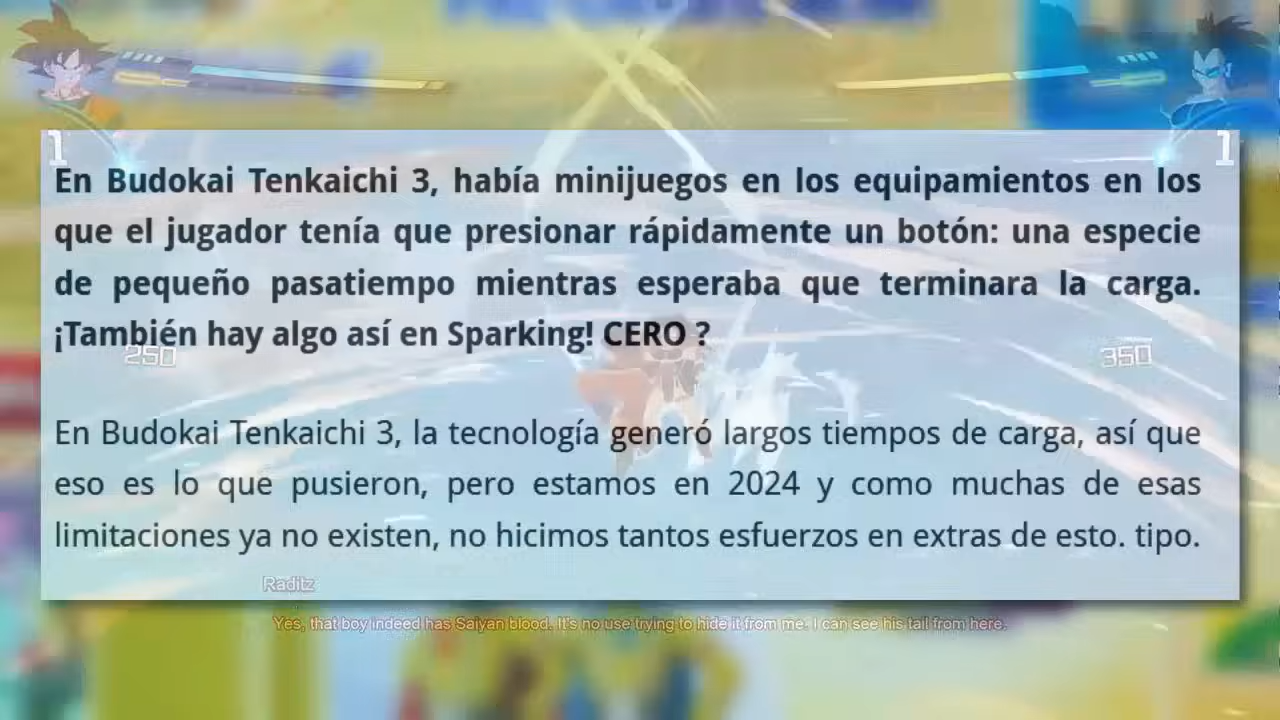 1
1
En Budokai Tenkaichi 3, había minijuegos en los equipamientos en los
que el jugador tenía que presionar rápidamente un botón: una especie
de pequeño pasatiempo mientras esperaba que terminara la carga.
¡También hay algo así en Sparking! CERO ?
250
350
En Budokai Tenkaichi 3, la tecnología generó largos tiempos de carga, así que
eso es lo que pusieron, pero estamos en 2024 y como muchas de esas
limitaciones ya no existen, no hicimos tantos esfuerzos en extras de esto. tipo.
Raditz
Yes, that boy indeed has Saiyan blood. It's no use trying to hide it from me. I can see his tail from here.